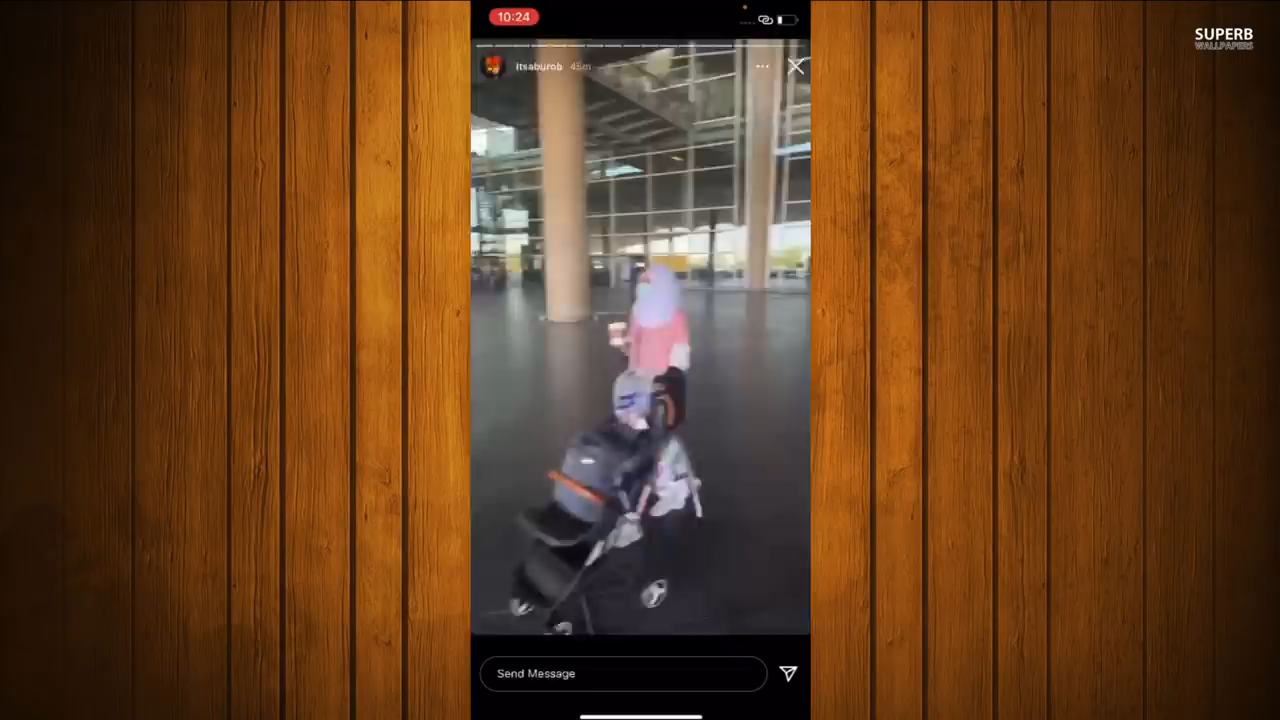 10:24
SUPERB
WALLPAPERS
itsaburob 45m
Send Message